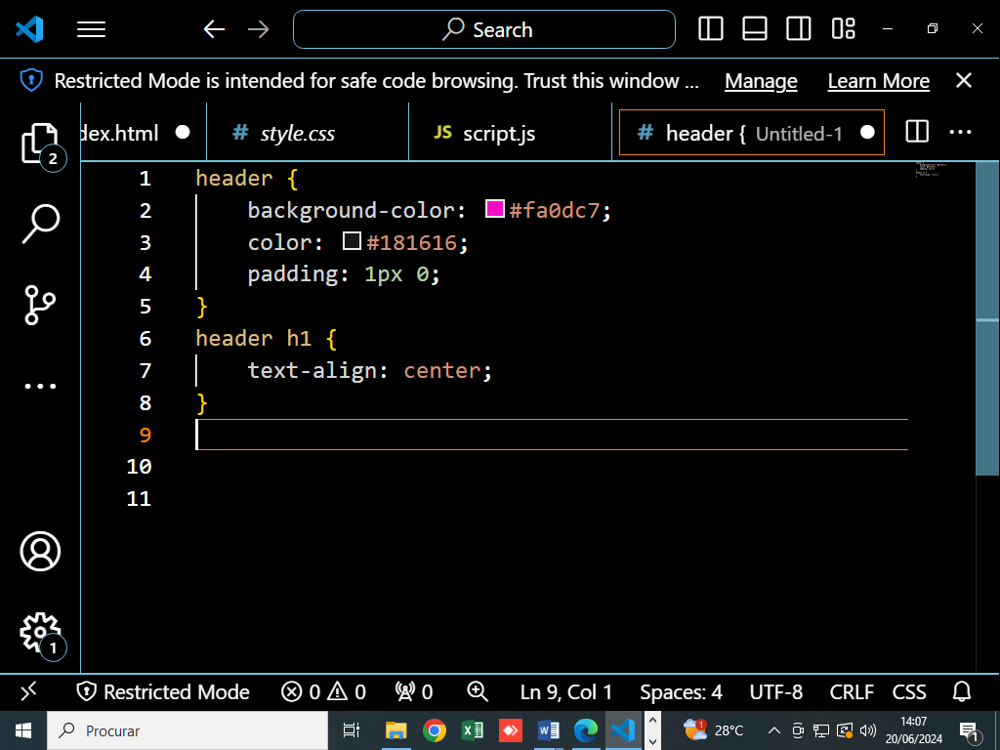 Search
Restricted Mode is intended for safe code browsing. Trust this window ... Manage Learn More
dex.html # style.css JS script.js # header { Untitled-1
2
1 header {
2 background-color: #fa0dc7;
3 color: #181616;
4 padding: 1px 0;
5 }
6 header h1 {
7 text-align: center;
8 }
9
10
11
1
Restricted Mode 0 0 0 Ln 9, Col 1 Spaces: 4 UTF-8 CRLF CSS
Procurar 28°C 14:07
20/06/2024
1